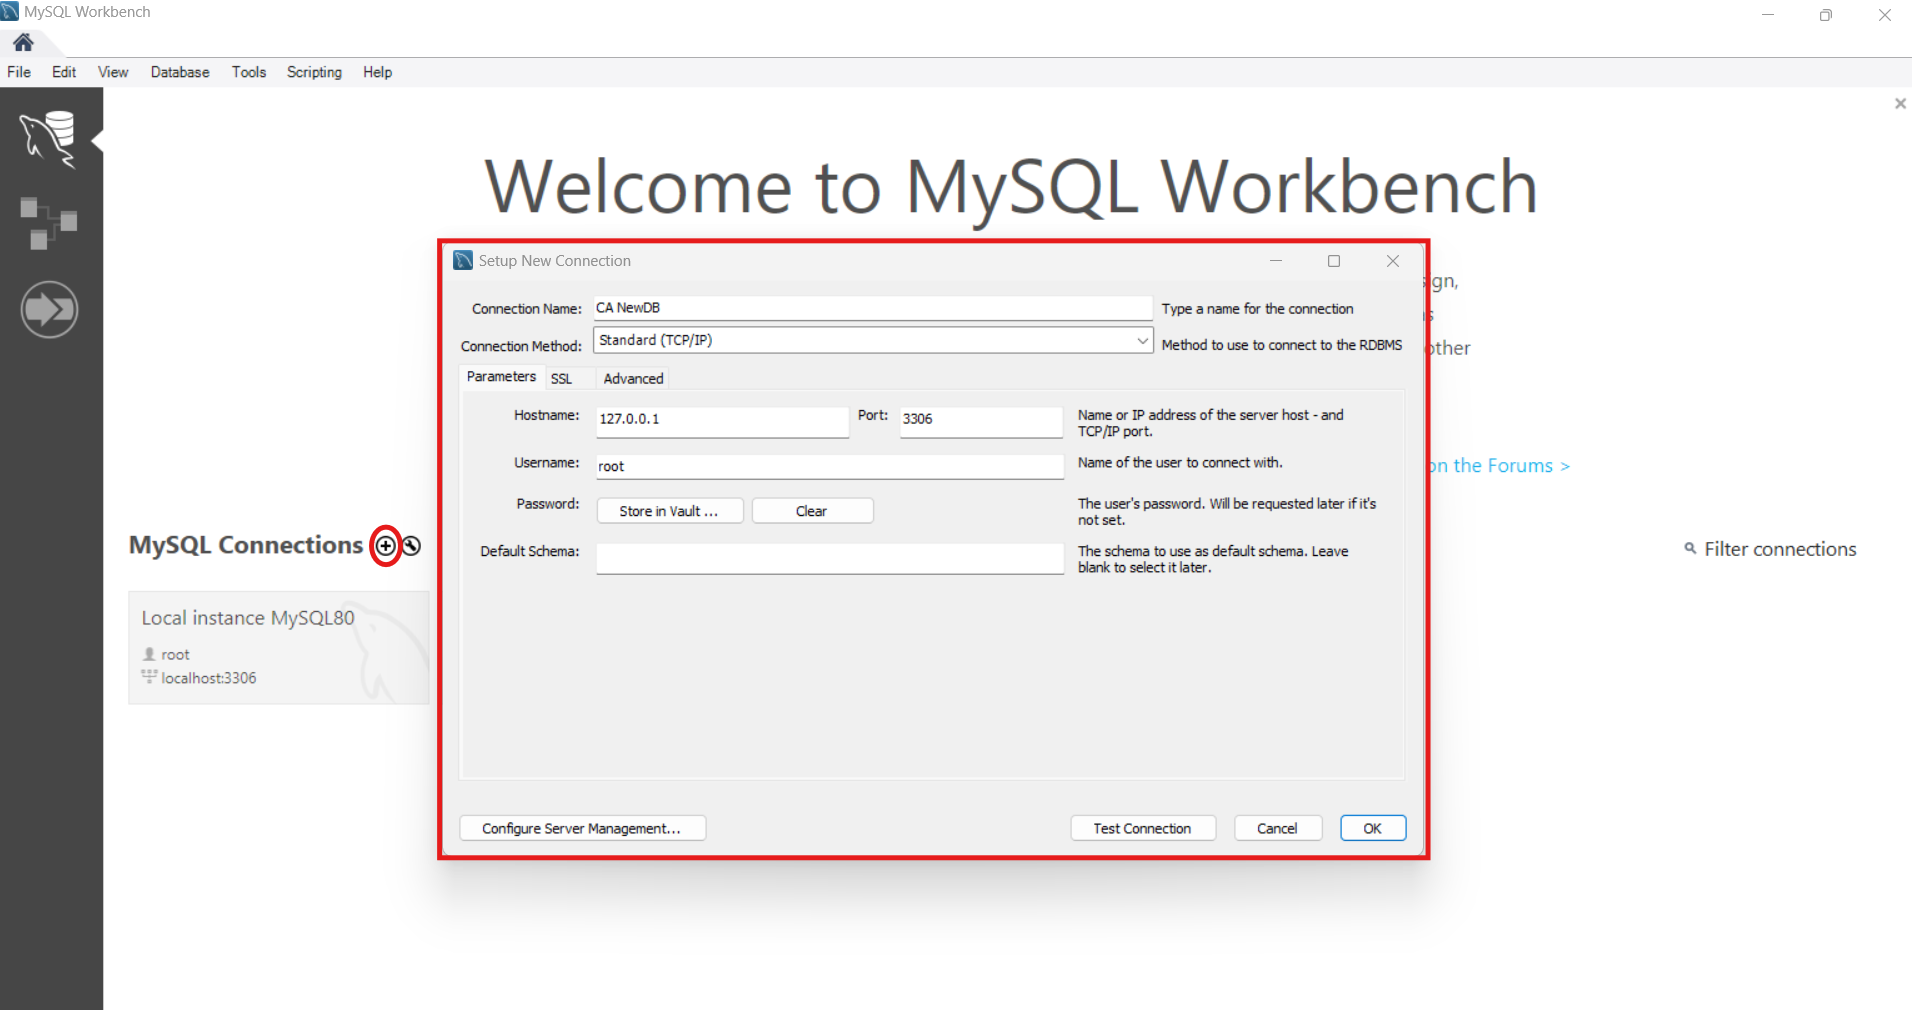 MySQL Workbench
File Edit View Database Tools Scripting Help
Welcome to MySQL Workbench
Setup New Connection
Connection Name: CA NewDB Type a name for the connection
Connection Method: Standard (TCP/IP) Method to use to connect to the RDBMS
Parameters SSL Advanced
Hostname: 127.0.0.1 Port: 3306 Name or IP address of the server host - and
TCP/IP port.
Username: root Name of the user to connect with.
Password: Store in Vault ... Clear The user's password. Will be requested later if it's
not set.
Default Schema: The schema to use as default schema. Leave
blank to select it later.
Configure Server Management... Test Connection Cancel OK
gn,
other
on the Forums >
MySQL Connections
Filter connections
Local instance MySQL80
root
localhost:3306